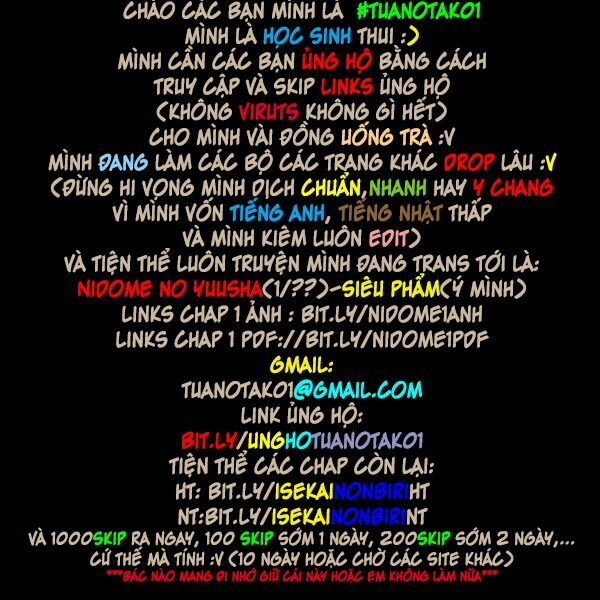 CHÀO CÁC BẠN MÌNH LÀ #TUANOTAKO1
MÌNH LÀ HỌC SINH THUI :)
MÌNH CẦN CÁC BẠN ỦNG HỘ BẰNG CÁCH
TRUY CẬP VÀ SKIP LINKS ỦNG HỘ
(KHÔNG VIRUTS KHÔNG GÌ HẾT)
CHO MÌNH VÀI ĐỒNG UỐNG TRÀ :V
MÌNH ĐANG LÀM CÁC BỘ CÁC TRANG KHÁC DROP LÂU :V
(ĐỪNG HI VỌNG MÌNH DỊCH CHUẨN,NHANH HAY Y CHANG
VÌ MÌNH VỐN TIẾNG ANH, TIẾNG NHẬT THẤP
VÀ MÌNH KIÊM LUÔN EDIT)
VÀ TIỆN THỂ LUÔN TRUYỆN MÌNH ĐANG TRANS TỚI LÀ:
NIDOME NO YUUSHA(1/??)-SIÊU PHẨM(Ý MÌNH)
LINKS CHAP 1 ẢNH : BIT.LY/NIDOME1ANH
LINKS CHAP 1 PDF://BIT.LY/NIDOME1PDF
GMAIL:
TUANOTAKO1@GMAIL.COM
LINK ỦNG HỘ:
BIT.LY/UNGHOTUANOTAKO1
TIỆN THỂ CÁC CHAP CÒN LẠI:
HT: BIT.LY/ISEKAINONBIRIHT
NT:BIT.LY/ISEKAINONBIRINT
VÀ 1000SKIP RA NGAY, 100 SKIP SỚM 1 NGÀY, 200SKIP SỚM 2 NGÀY,...
CỨ THẾ MÀ TÍNH :V (10 NGÀY HOẶC CHỜ CÁC SITE KHÁC)
***BÁC NÀO MANG ĐI NHỚ GIỮ CÁI NÀY HOẶC EM KHÔNG LÀM NỮA***